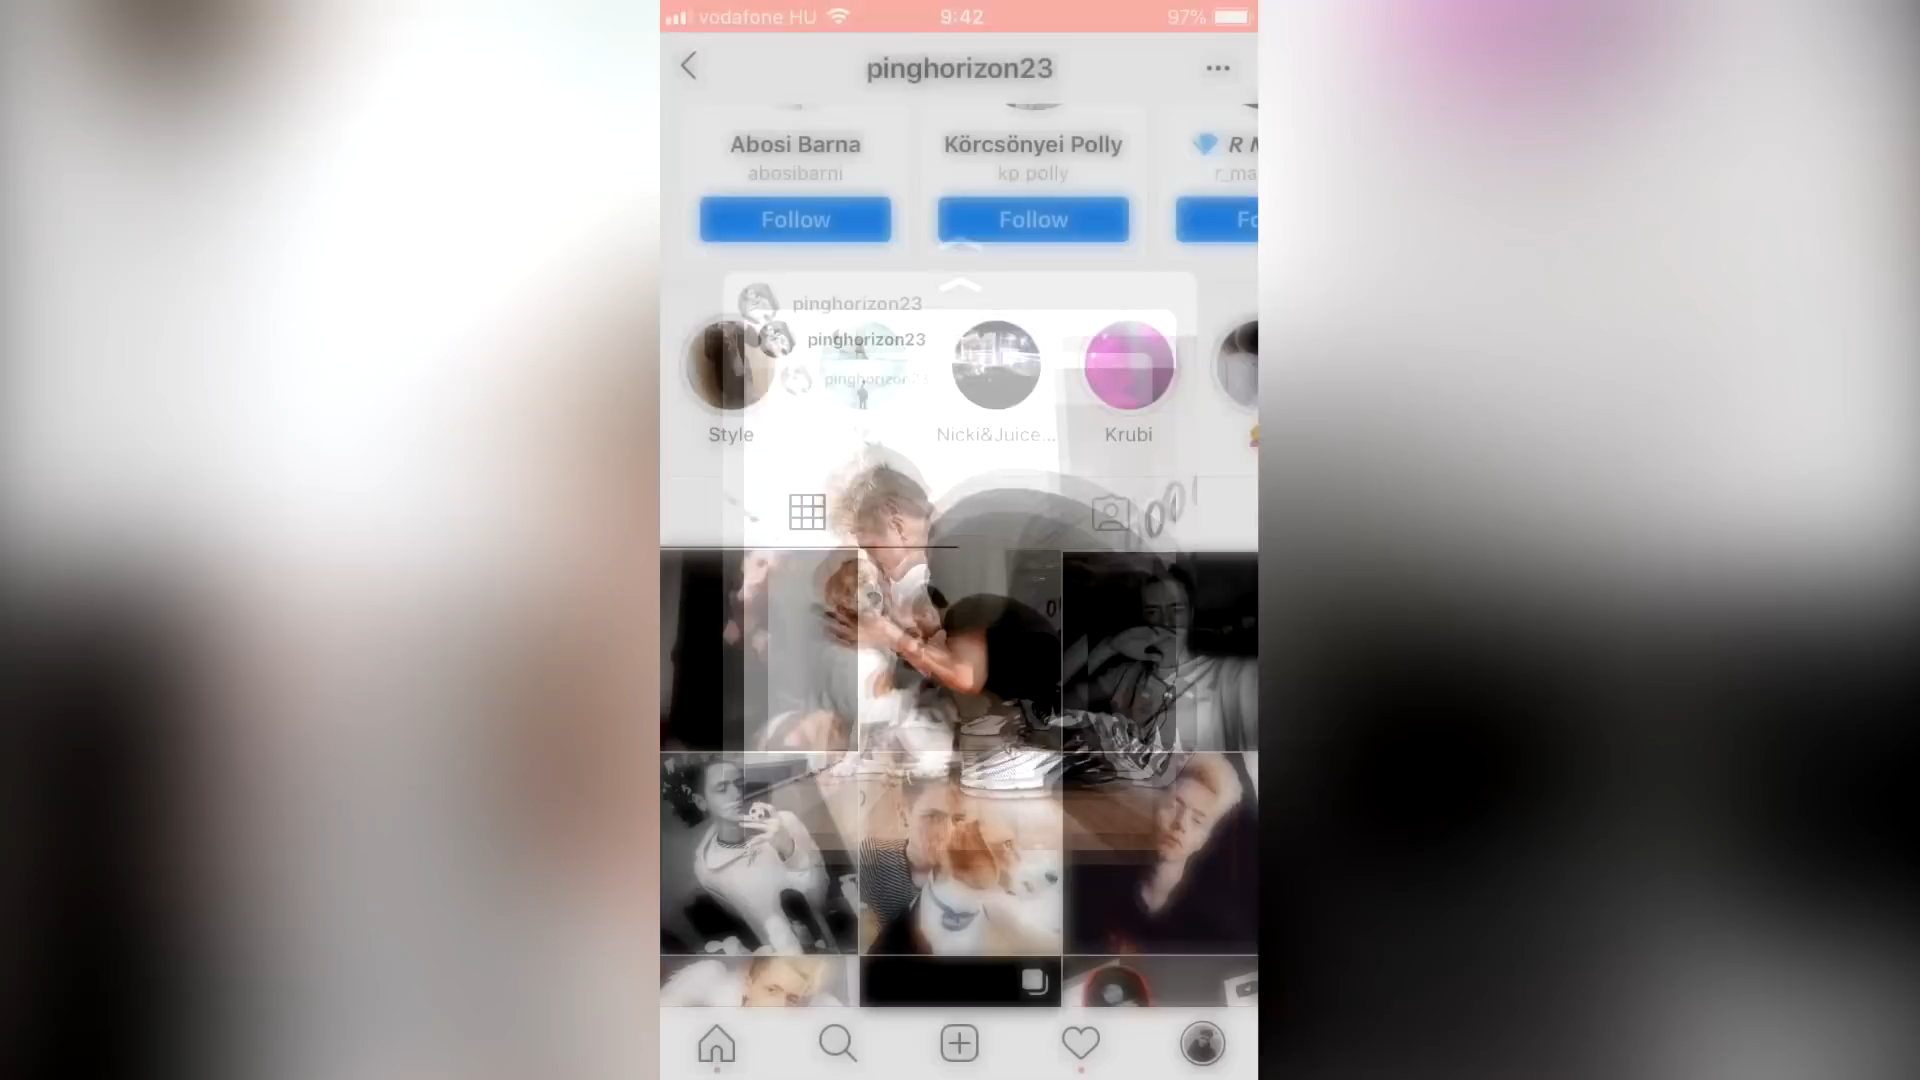 vodafone HU 9:42 97%
pinghorizon23
Abosi Barna Körcsönyei Polly
abosibarni kp polly
Follow Follow
pinghorizon23
pinghorizon23
pinghorizon23
Style Nicki&Juice... Krubi